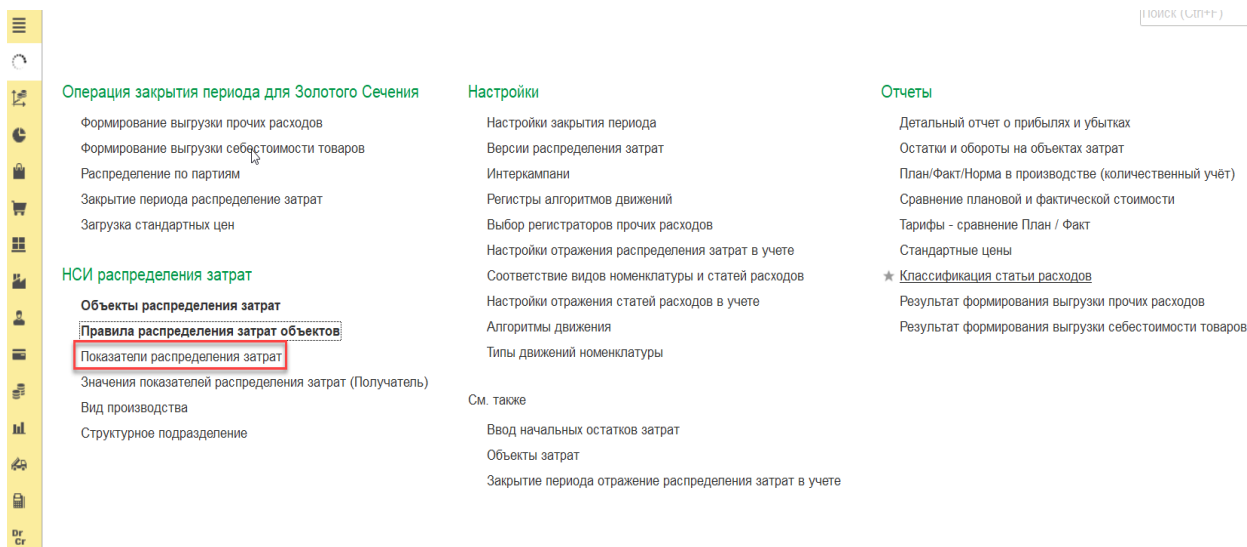 Поиск (Ctrl+F)
Операция закрытия периода для Золотого Сечения
Формирование выгрузки прочих расходов
Формирование выгрузки себестоимости товаров
Распределение по партиям
Закрытие периода распределение затрат
Загрузка стандартных цен
НСИ распределения затрат
Объекты распределения затрат
Правила распределения затрат объектов
Показатели распределения затрат
Значения показателей распределения затрат (Получатель)
Вид производства
Структурное подразделение
Настройки
Настройки закрытия периода
Версии распределения затрат
Интеркампани
Регистры алгоритмов движений
Выбор регистраторов прочих расходов
Настройки отражения распределения затрат в учете
Соответствие видов номенклатуры и статей расходов
Настройки отражения статей расходов в учете
Алгоритмы движения
Типы движений номенклатуры
См. также
Ввод начальных остатков затрат
Объекты затрат
Закрытие периода отражение распределения затрат в учете
Отчеты
Детальный отчет о прибылях и убытках
Остатки и обороты на объектах затрат
План/Факт/Норма в производстве (количественный учёт)
Сравнение плановой и фактической стоимости
Тарифы - сравнение План / Факт
Стандартные цены
Классификация статьи расходов
Результат формирования выгрузки прочих расходов
Результат формирования выгрузки себестоимости товаров
Dr
Cr